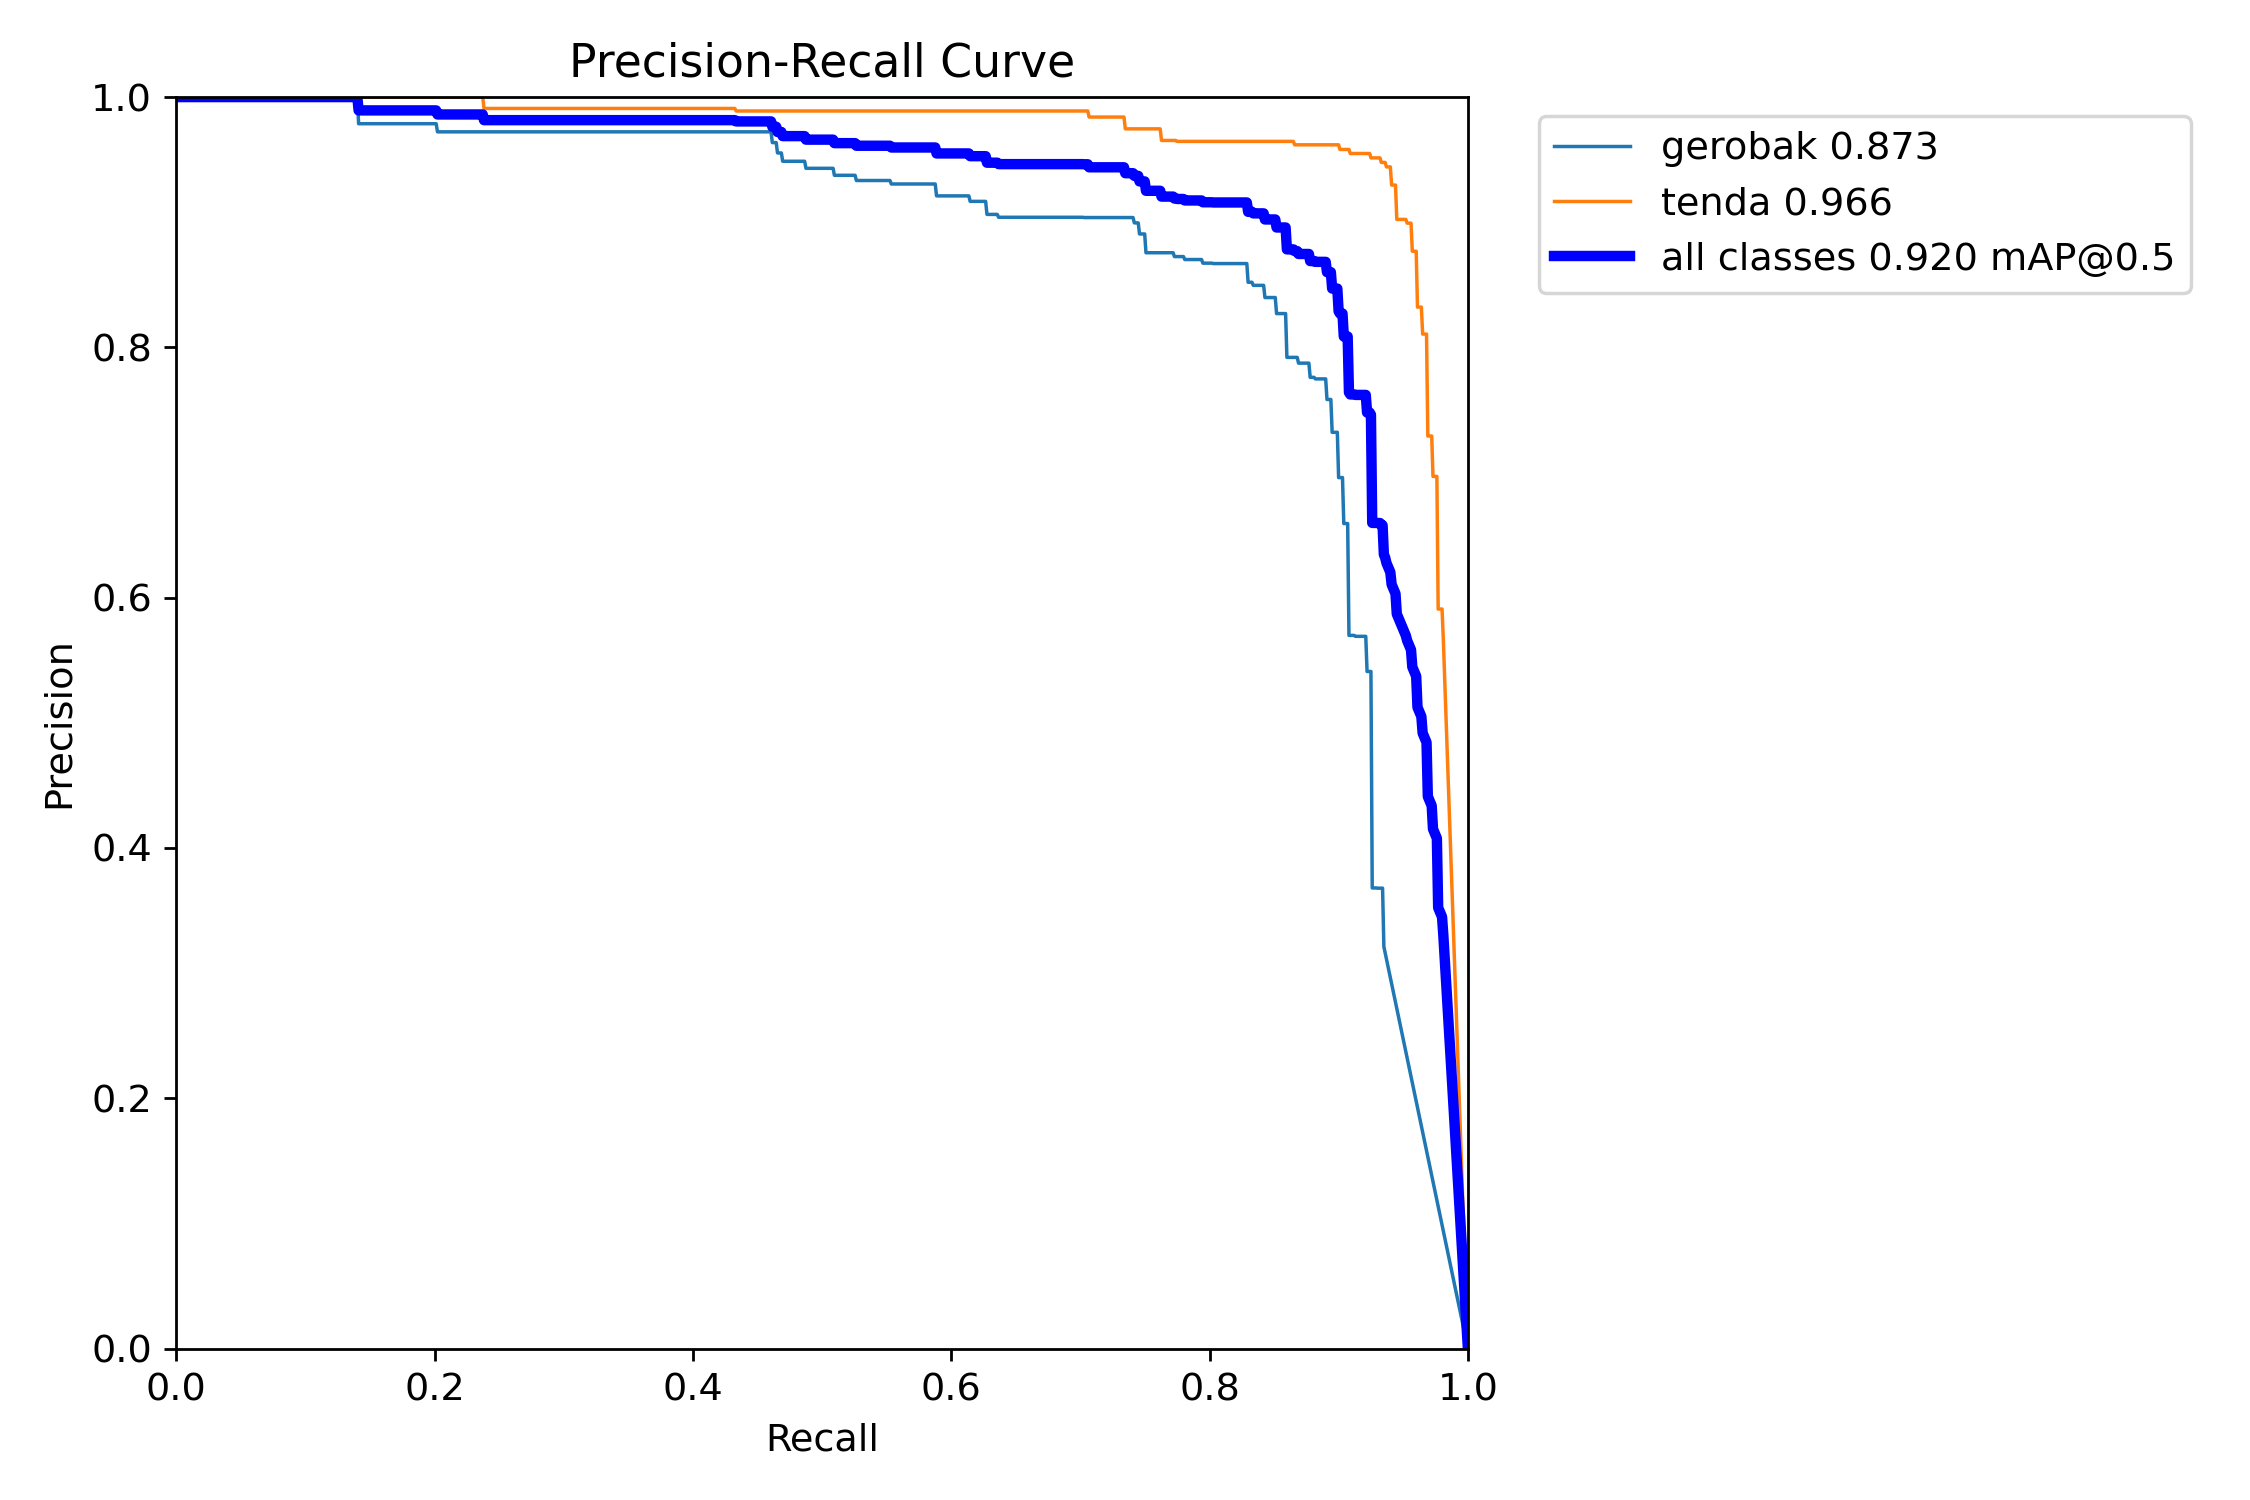 Precision-Recall Curve
1.0
0.8
0.6
0.4
0.2
0.0
Precision
0.0 0.2 0.4 0.6 0.8 1.0
Recall
gerobak 0.873
tenda 0.966
all classes 0.920 mAP@0.5